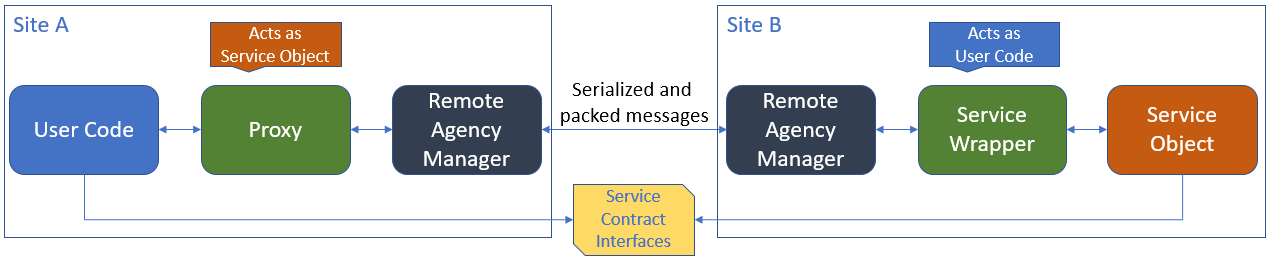 Site A
Acts as
Service Object
User Code
Proxy
Remote
Agency
Manager
Serialized and
packed messages
Site B
Acts as
User Code
Remote
Agency
Manager
Service
Wrapper
Service
Object
Service
Contract
Interfaces